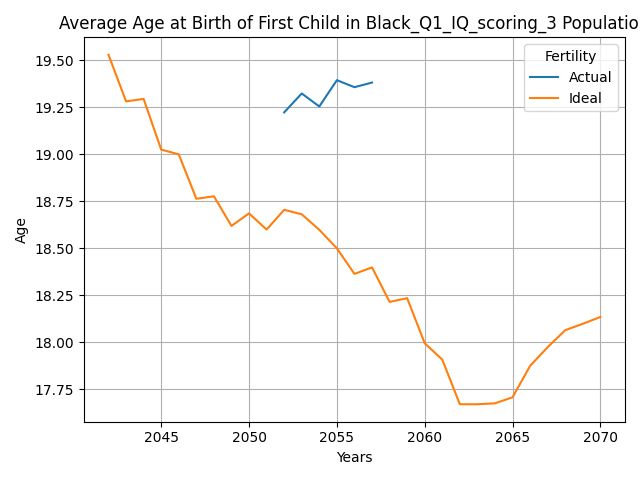 Average Age at Birth of First Child in Black_Q1_IQ_scoring_3 Populatio
Fertility
Actual
Ideal
19.50
19.25
19.00
18.75
18.50
18.25
18.00
17.75
Age
2045 2050 2055 2060 2065 2070
Years